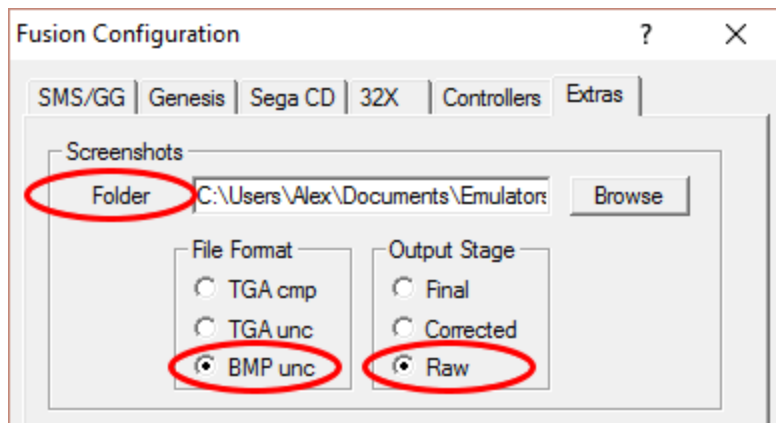 Fusion Configuration ?
SMS/GG Genesis Sega CD 32X Controllers Extras
Screenshots
Folder C:\Users\Alex\Documents\Emulators Browse
File Format Output Stage
TGA cmp Final
TGA unc Corrected
BMP unc Raw